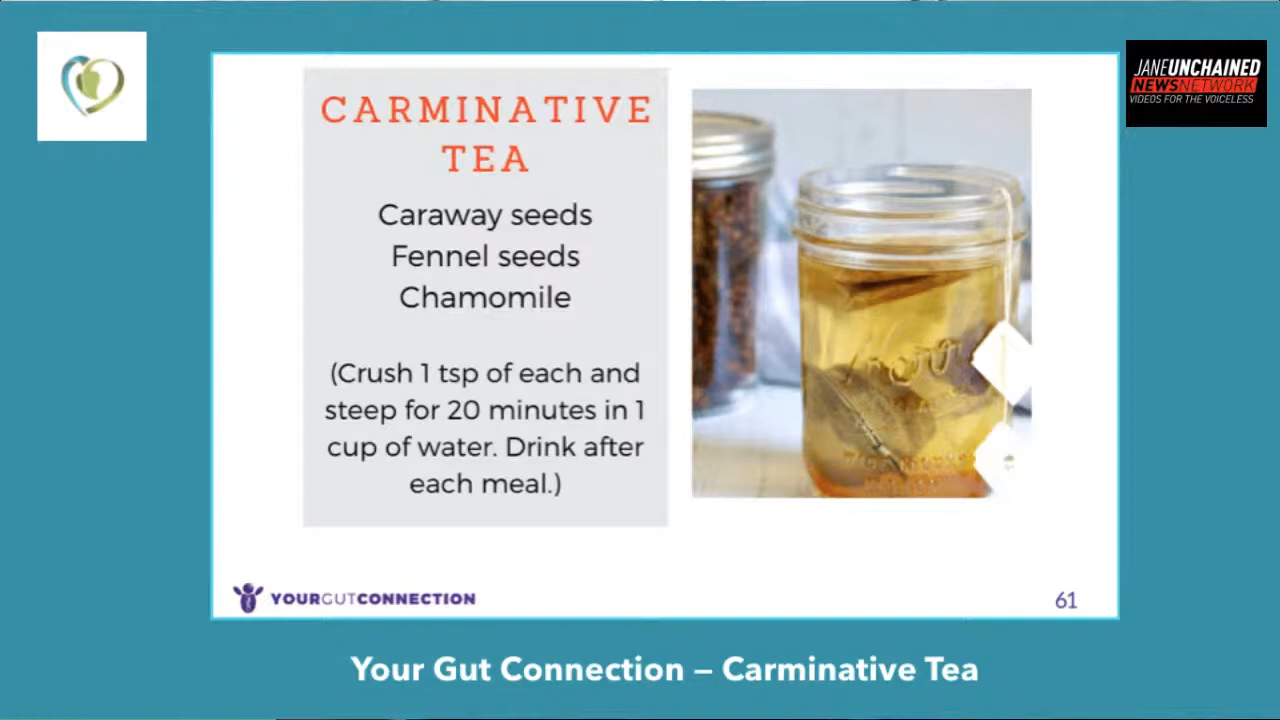 JANEUNCHAINED
NEWSNETWORK
VIDEOS FOR THE VOICELESS
CARMINATIVE
TEA
Caraway seeds
Fennel seeds
Chamomile
(Crush 1 tsp of each and
steep for 20 minutes in 1
cup of water. Drink after
each meal.)
YOURGUTCONNECTION
61
Your Gut Connection – Carminative Tea